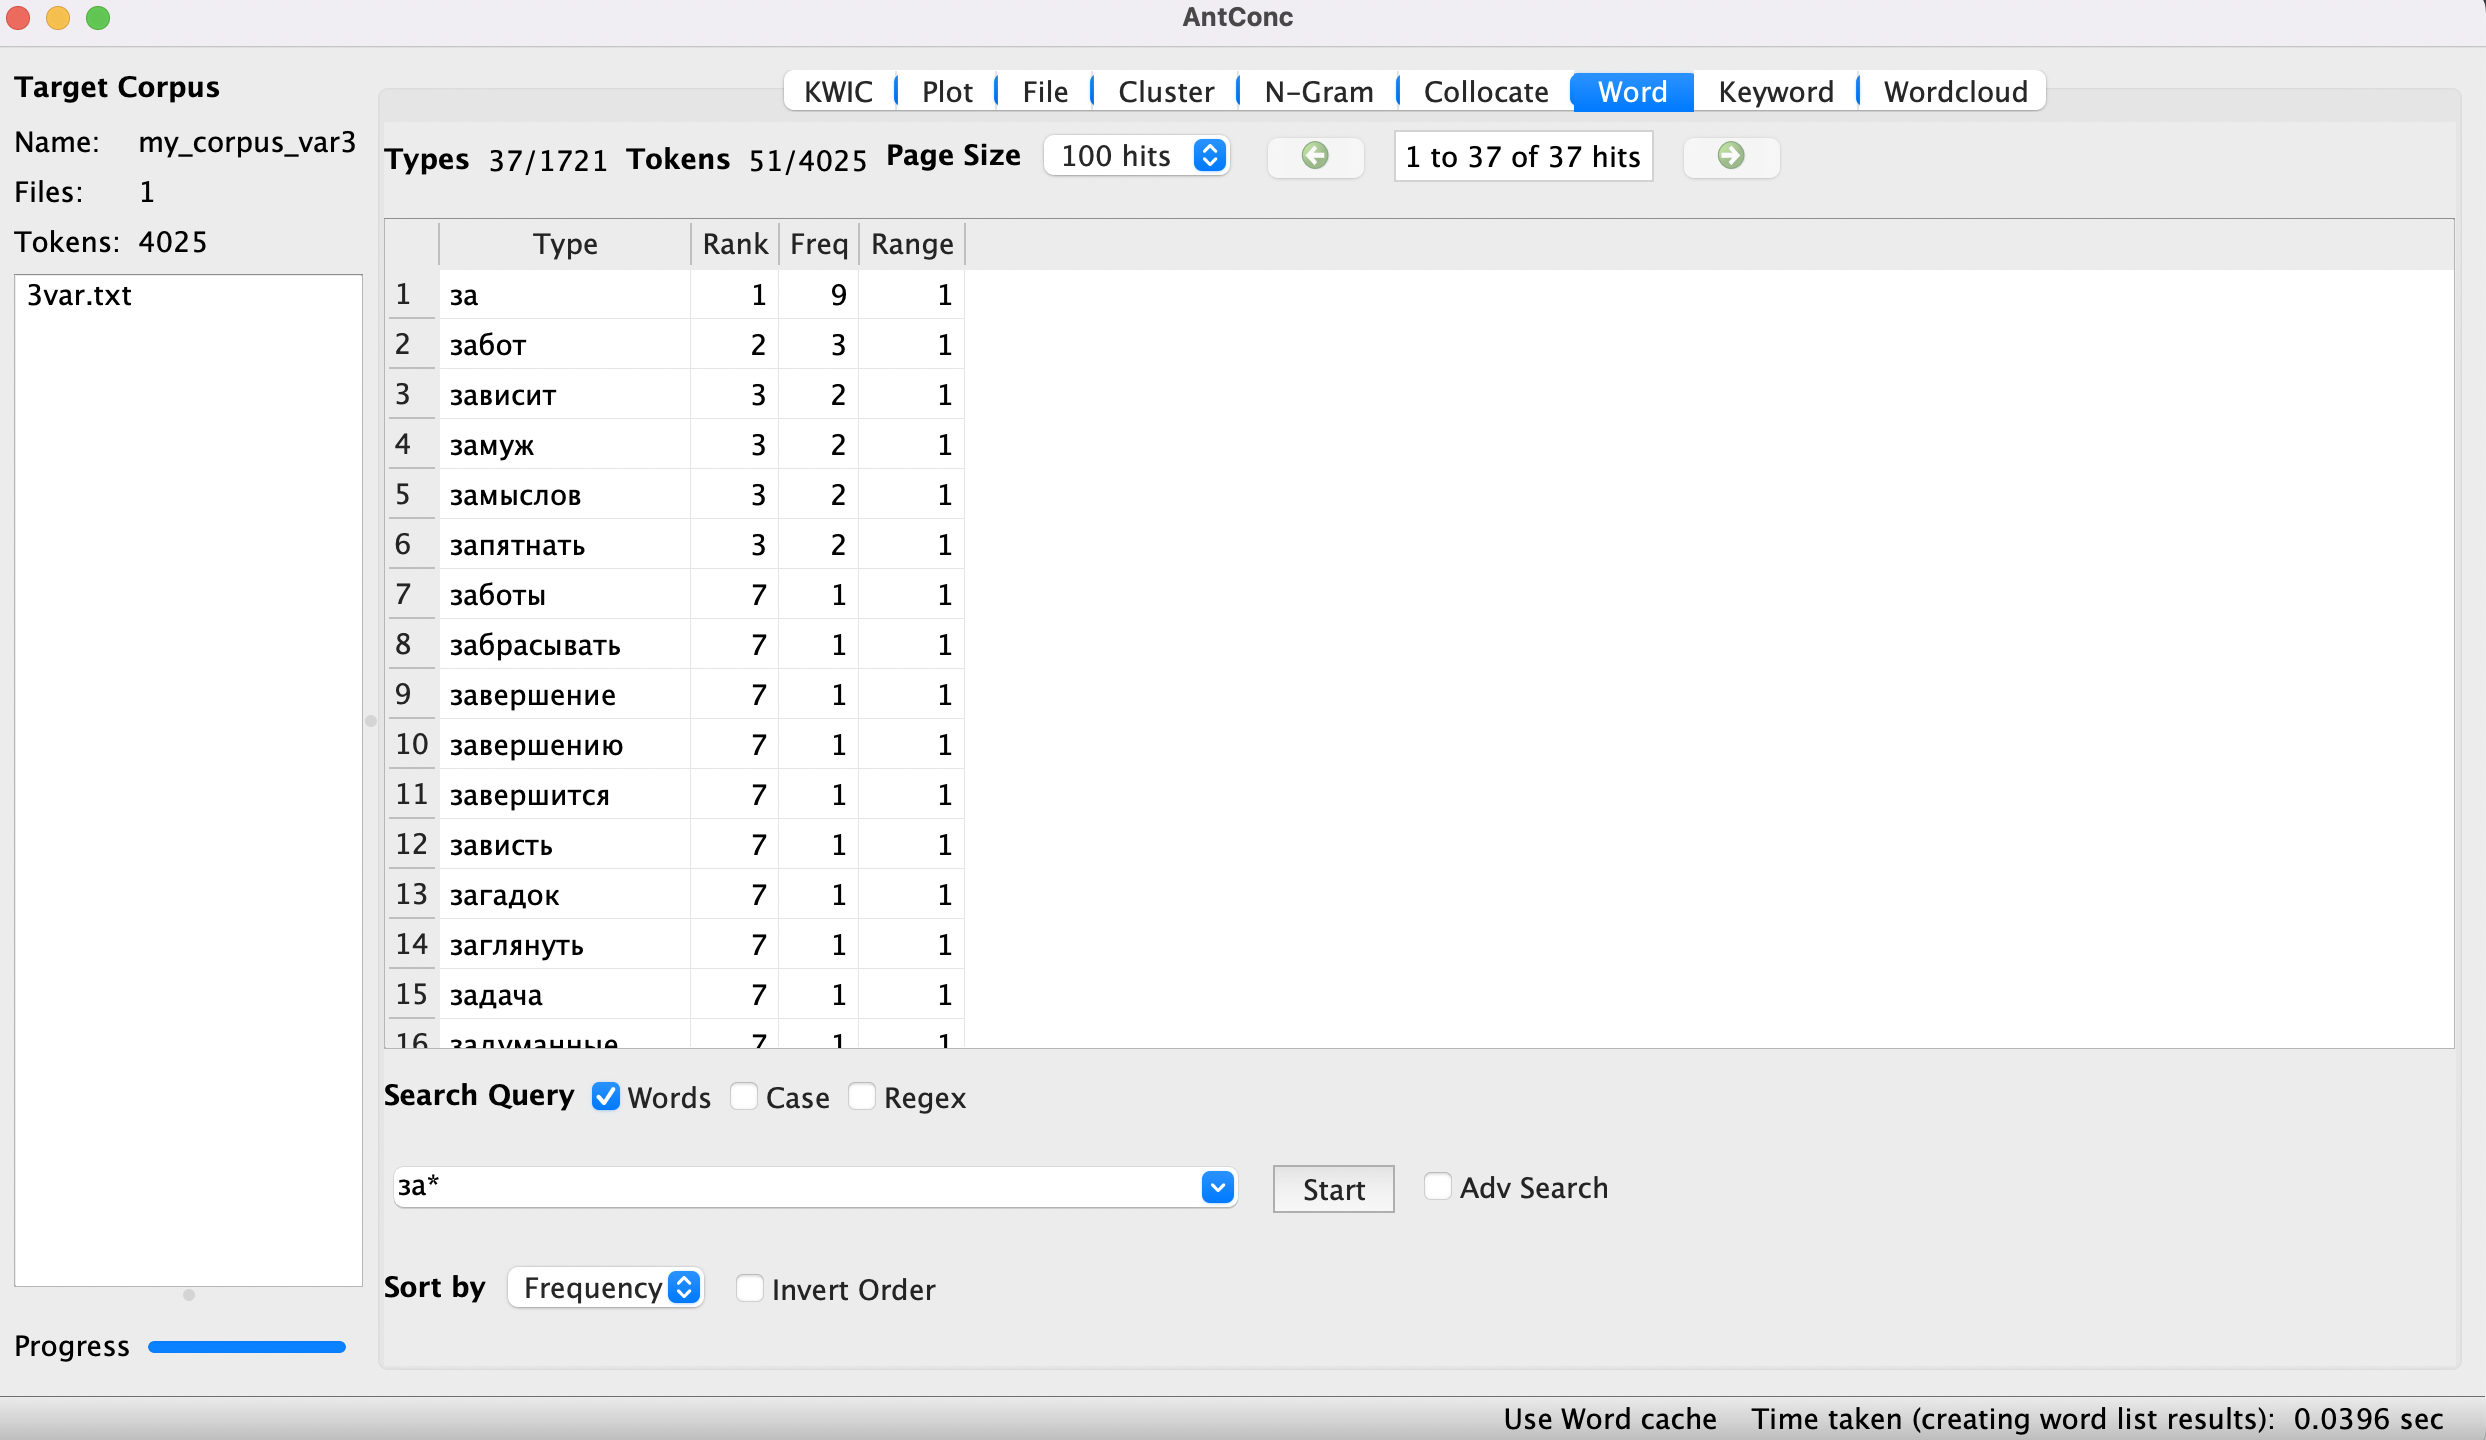 AntConc
Target Corpus
Name: my_corpus_var3
Files: 1
Tokens: 4025
3var.txt
Progress
KWIC Plot File Cluster N-Gram Collocate Word Keyword Wordcloud
Types 37/1721 Tokens 51/4025 Page Size 100 hits 1 to 37 of 37 hits
Type Rank Freq Range
1 за 1 9 1
2 забот 2 3 1
3 зависит 3 2 1
4 замуж 3 2 1
5 замыслов 3 2 1
6 запятнать 3 2 1
7 заботы 7 1 1
8 забрасывать 7 1 1
9 завершение 7 1 1
10 завершению 7 1 1
11 завершится 7 1 1
12 зависть 7 1 1
13 загадок 7 1 1
14 заглянуть 7 1 1
15 задача 7 1 1
16 задуманные 7 1 1
Search Query Words Case Regex
за* Start Adv Search
Sort by Frequency Invert Order
Use Word cache Time taken (creating word list results): 0.0396 sec